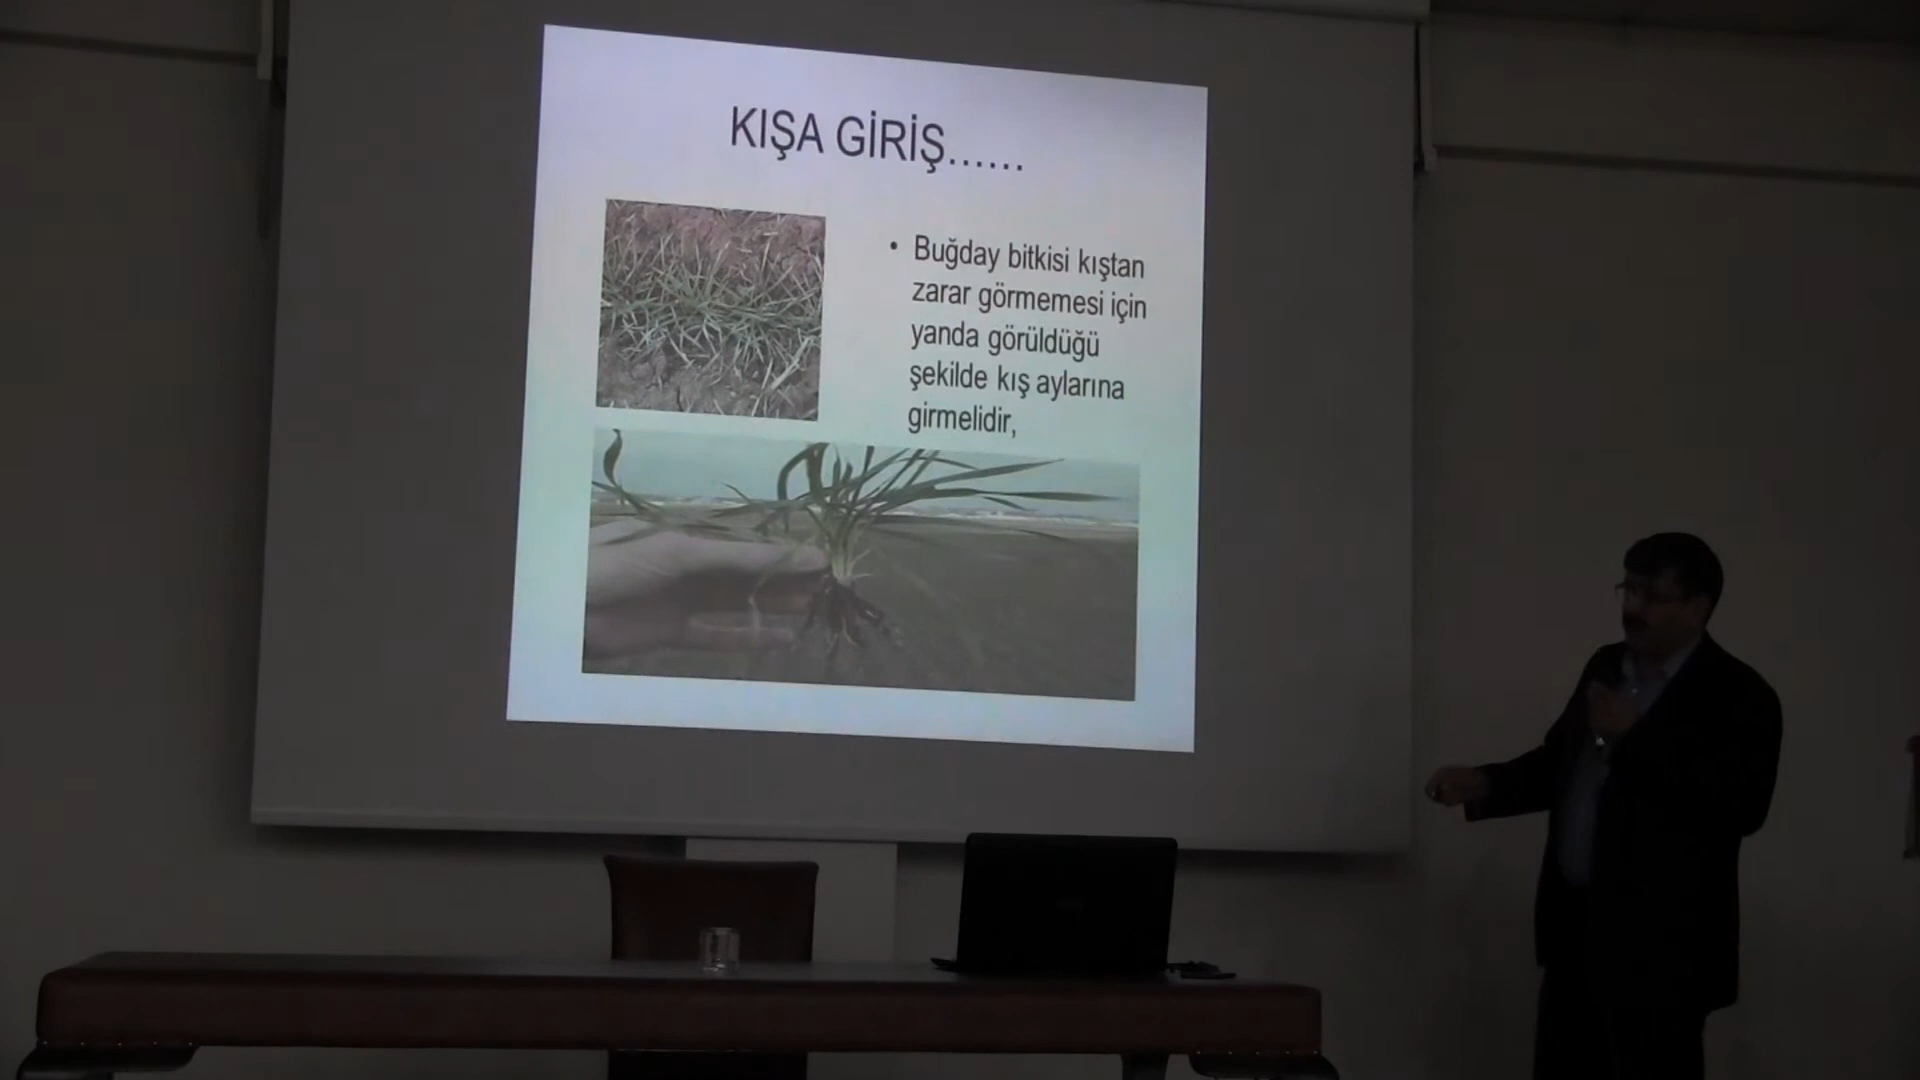 KIŞA GİRİŞ......
• Buğday bitkisi kıştan
zarar görmemesi için
yanda görüldüğü
şekilde kış aylarına
girmelidir,